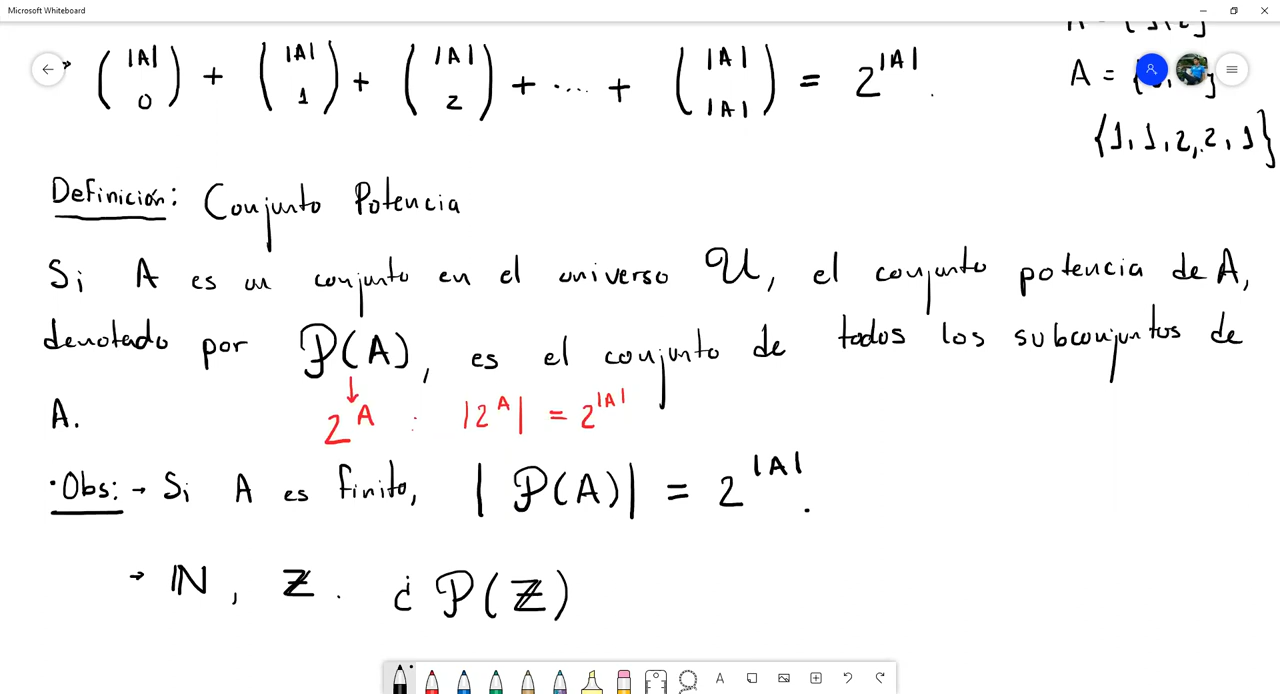 Microsoft Whiteboard
(|A| 0) + (|A| 1) + (|A| 2) + .... + (|A| |A|) = 2^|A| .
A =
{1, 1, 2, 2, 1}
Definición: Conjunto Potencia
Si A es un conjunto en el universo U, el conjunto potencia de A,
denotado por P(A), es el conjunto de todos los subconjuntos de
A.
↓
2^A : |2^A| = 2^|A|
·Obs: → Si A es finito, |P(A)| = 2^|A|.
→ ℕ, ℤ. ¿P(ℤ)
A